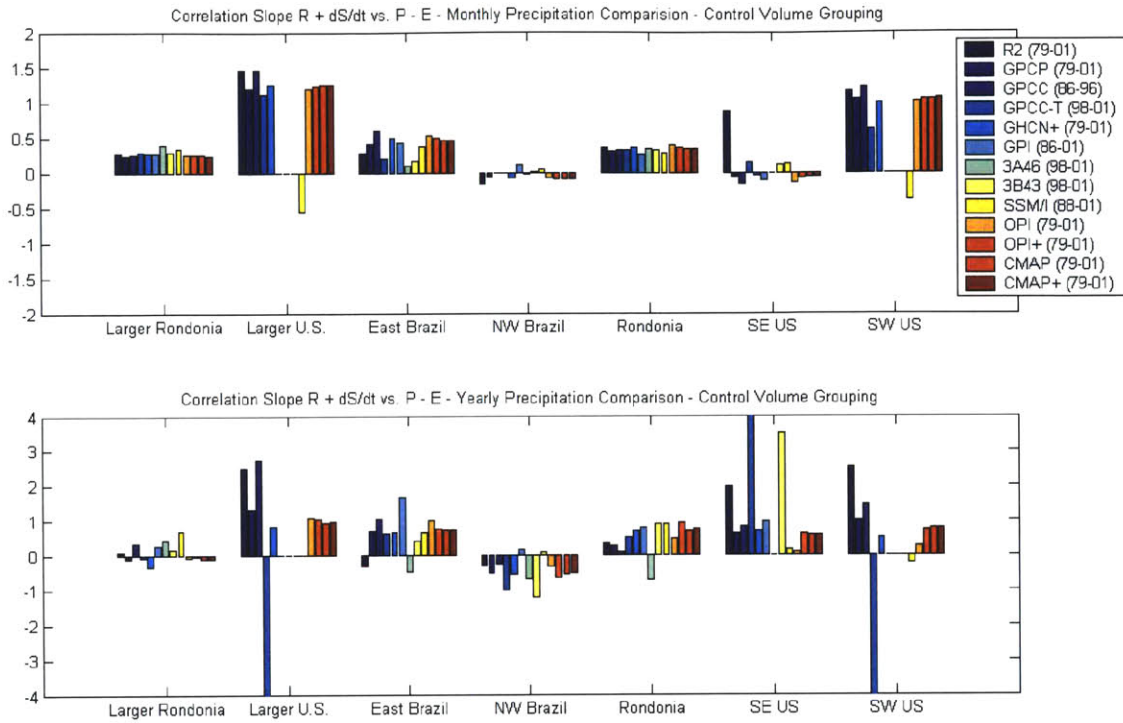 Correlation Slope R + dS/dt vs. P - E - Monthly Precipitation Comparision - Control Volume Grouping
2
1.5
1
0.5
0
-0.5
-1
-1.5
-2
Larger Rondonia
Larger U.S.
East Brazil
NW Brazil
Rondonia
SE US
SW US
R2 (79-01)
GPCP (79-01)
GPCC (86-96)
GPCC-T (98-01)
GHCN+ (79-01)
GPI (86-01)
3A46 (98-01)
3B43 (98-01)
SSM/I (88-01)
OPI (79-01)
OPI+ (79-01)
CMAP (79-01)
CMAP+ (79-01)
Correlation Slope R + dS/dt vs. P - E - Yearly Precipitation Comparision - Control Volume Grouping
4
3
2
1
0
-1
-2
-3
-4
Larger Rondonia
Larger U.S.
East Brazil
NW Brazil
Rondonia
SE US
SW US